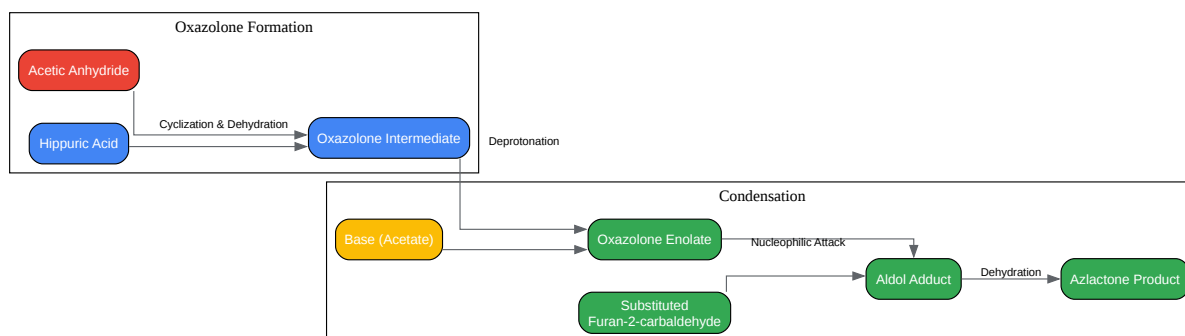 Oxazolone Formation
Acetic Anhydride
Cyclization & Dehydration
Hippuric Acid
Oxazolone Intermediate
Deprotonation
Condensation
Base (Acetate)
Oxazolone Enolate
Nucleophilic Attack
Substituted
Furan-2-carbaldehyde
Aldol Adduct
Dehydration
Azlactone Product